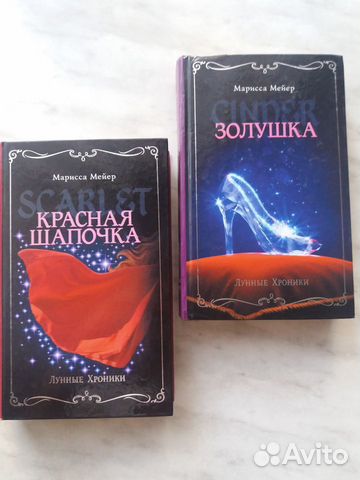 Марисса Мейер
SCARLET
КРАСНАЯ
ШАПОЧКА
Лунные Хроники
Марисса Мейер
CINDER
ЗОЛУШКА
Лунные Хроники
Avito